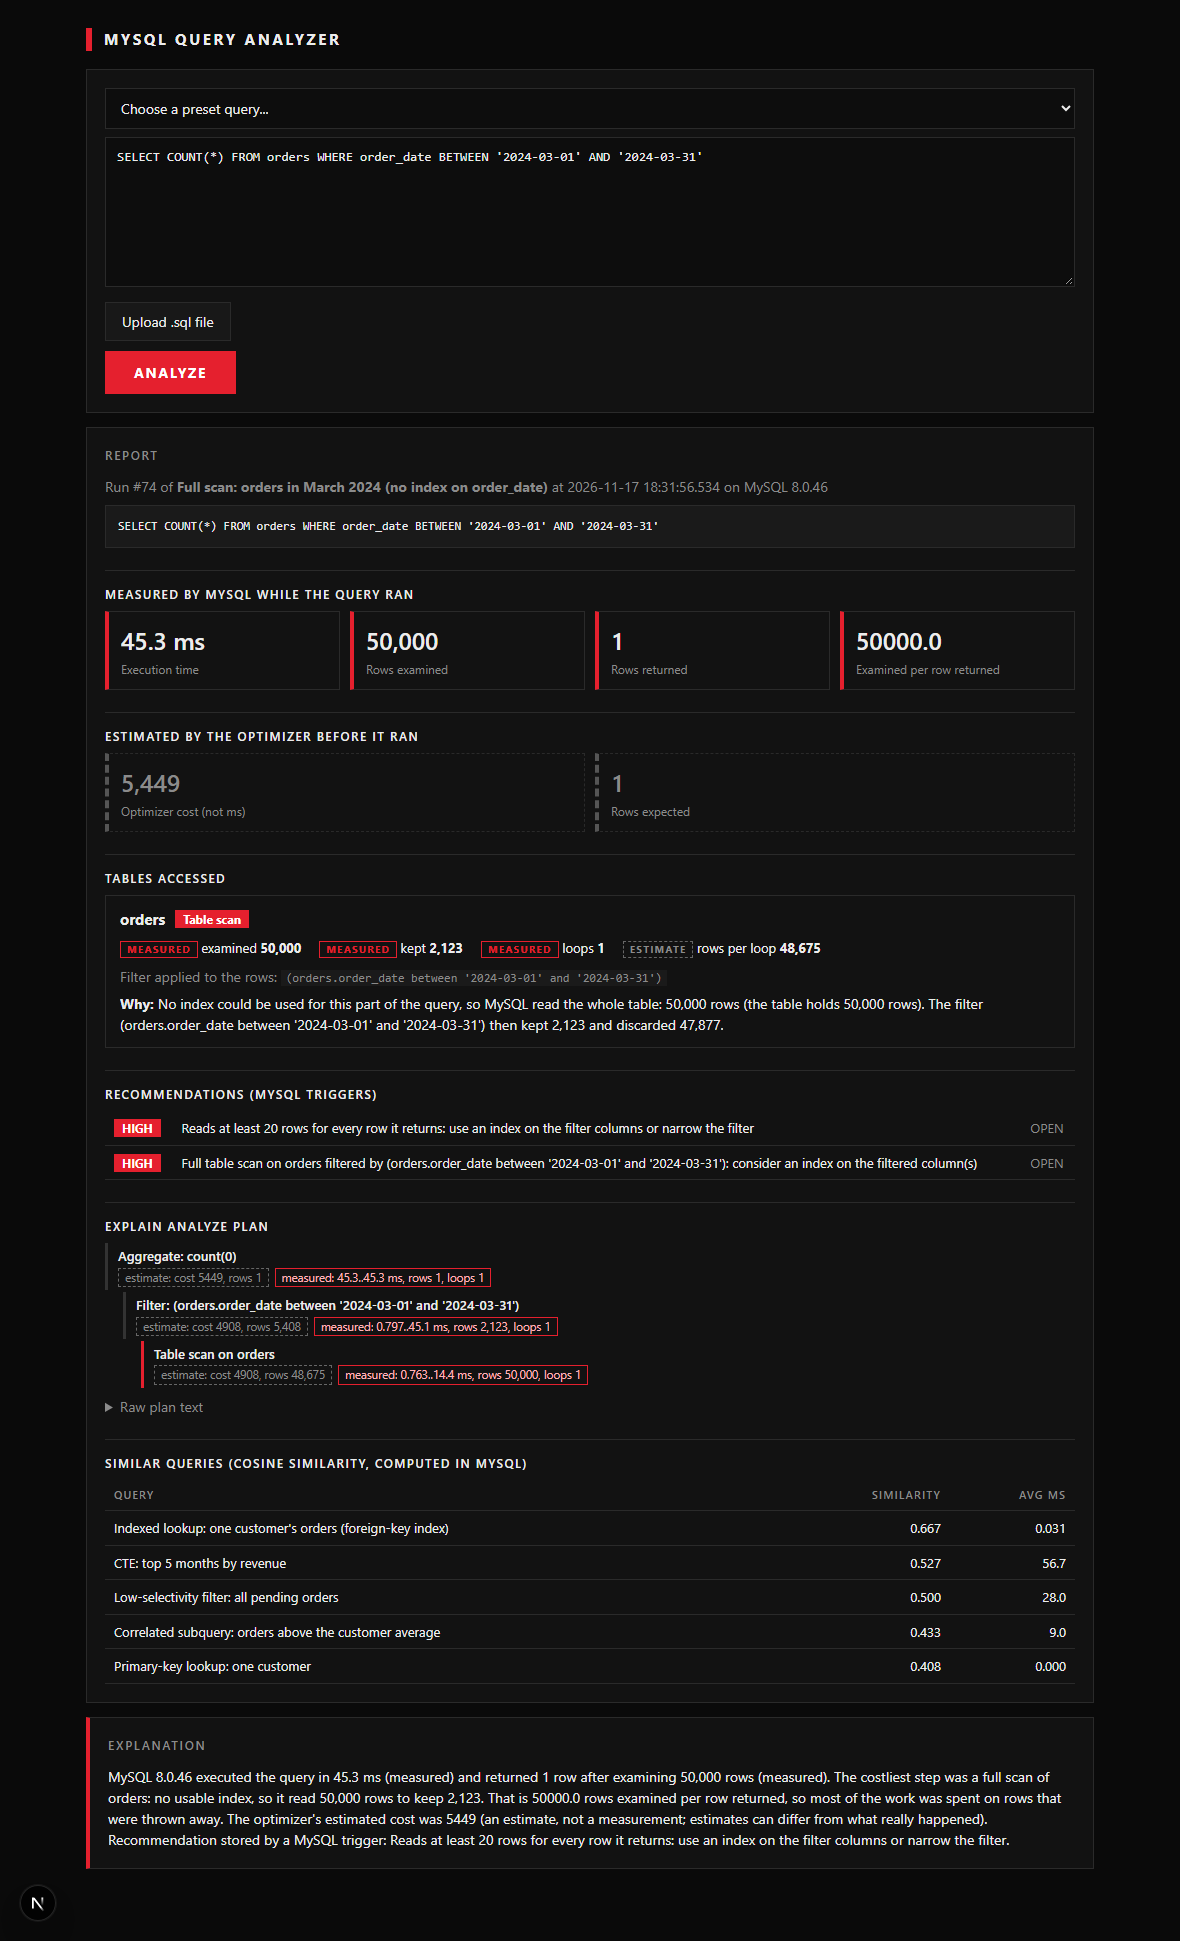 MYSQL QUERY ANALYZER
Choose a preset query...
SELECT COUNT(*) FROM orders WHERE order_date BETWEEN '2024-03-01' AND '2024-03-31'
Upload .sql file
ANALYZE
REPORT
Run #74 of Full scan: orders in March 2024 (no index on order_date) at 2026-11-17 18:31:56.534 on MySQL 8.0.46
SELECT COUNT(*) FROM orders WHERE order_date BETWEEN '2024-03-01' AND '2024-03-31'
MEASURED BY MYSQL WHILE THE QUERY RAN
45.3 ms
Execution time
50,000
Rows examined
1
Rows returned
50000.0
Examined per row returned
ESTIMATED BY THE OPTIMIZER BEFORE IT RAN
5,449
Optimizer cost (not ms)
1
Rows expected
TABLES ACCESSED
orders Table scan
MEASURED examined 50,000 MEASURED kept 2,123 MEASURED loops 1 ESTIMATE rows per loop 48,675
Filter applied to the rows: (orders.order_date between '2024-03-01' and '2024-03-31')
Why: No index could be used for this part of the query, so MySQL read the whole table: 50,000 rows (the table holds 50,000 rows). The filter
(orders.order_date between '2024-03-01' and '2024-03-31') then kept 2,123 and discarded 47,877.
RECOMMENDATIONS (MYSQL TRIGGERS)
HIGH Reads at least 20 rows for every row it returns: use an index on the filter columns or narrow the filter OPEN
HIGH Full table scan on orders filtered by (orders.order_date between '2024-03-01' and '2024-03-31'): consider an index on the filtered column(s) OPEN
EXPLAIN ANALYZE PLAN
Aggregate: count(0)
estimate: cost 5449, rows 1 measured: 45.3..45.3 ms, rows 1, loops 1
Filter: (orders.order_date between '2024-03-01' and '2024-03-31')
estimate: cost 4908, rows 5,408 measured: 0.797..45.1 ms, rows 2,123, loops 1
Table scan on orders
estimate: cost 4908, rows 48,675 measured: 0.763..14.4 ms, rows 50,000, loops 1
Raw plan text
SIMILAR QUERIES (COSINE SIMILARITY, COMPUTED IN MYSQL)
QUERY SIMILARITY AVG MS
Indexed lookup: one customer's orders (foreign-key index) 0.667 0.031
CTE: top 5 months by revenue 0.527 56.7
Low-selectivity filter: all pending orders 0.500 28.0
Correlated subquery: orders above the customer average 0.433 9.0
Primary-key lookup: one customer 0.408 0.000
EXPLANATION
MySQL 8.0.46 executed the query in 45.3 ms (measured) and returned 1 row after examining 50,000 rows (measured). The costliest step was a full scan of
orders: no usable index, so it read 50,000 rows to keep 2,123. That is 50000.0 rows examined per row returned, so most of the work was spent on rows that
were thrown away. The optimizer's estimated cost was 5449 (an estimate, not a measurement; estimates can differ from what really happened).
Recommendation stored by a MySQL trigger: Reads at least 20 rows for every row it returns: use an index on the filter columns or narrow the filter.
N